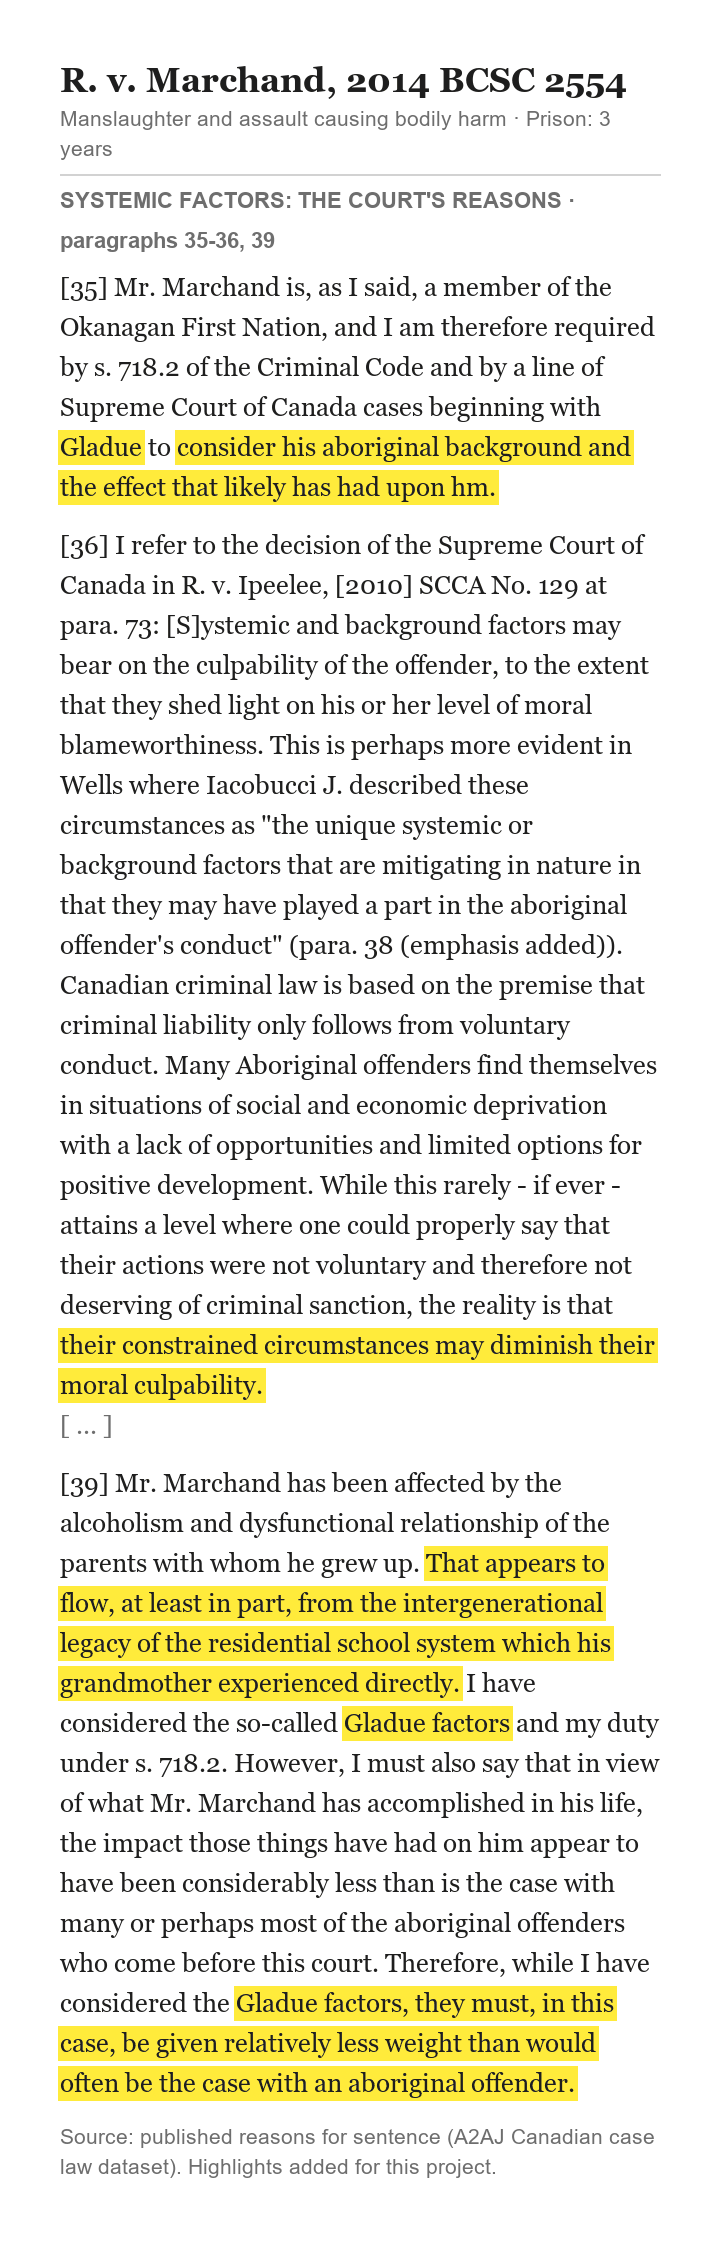 R. v. Marchand, 2014 BCSC 2554
Manslaughter and assault causing bodily harm · Prison: 3
years
SYSTEMIC FACTORS: THE COURT'S REASONS ·
paragraphs 35-36, 39
[35] Mr. Marchand is, as I said, a member of the
Okanagan First Nation, and I am therefore required
by s. 718.2 of the Criminal Code and by a line of
Supreme Court of Canada cases beginning with
Gladue to consider his aboriginal background and
the effect that likely has had upon hm.
[36] I refer to the decision of the Supreme Court of
Canada in R. v. Ipeelee, [2010] SCCA No. 129 at
para. 73: [S]ystemic and background factors may
bear on the culpability of the offender, to the extent
that they shed light on his or her level of moral
blameworthiness. This is perhaps more evident in
Wells where Iacobucci J. described these
circumstances as "the unique systemic or
background factors that are mitigating in nature in
that they may have played a part in the aboriginal
offender's conduct" (para. 38 (emphasis added)).
Canadian criminal law is based on the premise that
criminal liability only follows from voluntary
conduct. Many Aboriginal offenders find themselves
in situations of social and economic deprivation
with a lack of opportunities and limited options for
positive development. While this rarely - if ever -
attains a level where one could properly say that
their actions were not voluntary and therefore not
deserving of criminal sanction, the reality is that
their constrained circumstances may diminish their
moral culpability.
[ ... ]
[39] Mr. Marchand has been affected by the
alcoholism and dysfunctional relationship of the
parents with whom he grew up. That appears to
flow, at least in part, from the intergenerational
legacy of the residential school system which his
grandmother experienced directly. I have
considered the so-called Gladue factors and my duty
under s. 718.2. However, I must also say that in view
of what Mr. Marchand has accomplished in his life,
the impact those things have had on him appear to
have been considerably less than is the case with
many or perhaps most of the aboriginal offenders
who come before this court. Therefore, while I have
considered the Gladue factors, they must, in this
case, be given relatively less weight than would
often be the case with an aboriginal offender.
Source: published reasons for sentence (A2AJ Canadian case
law dataset). Highlights added for this project.